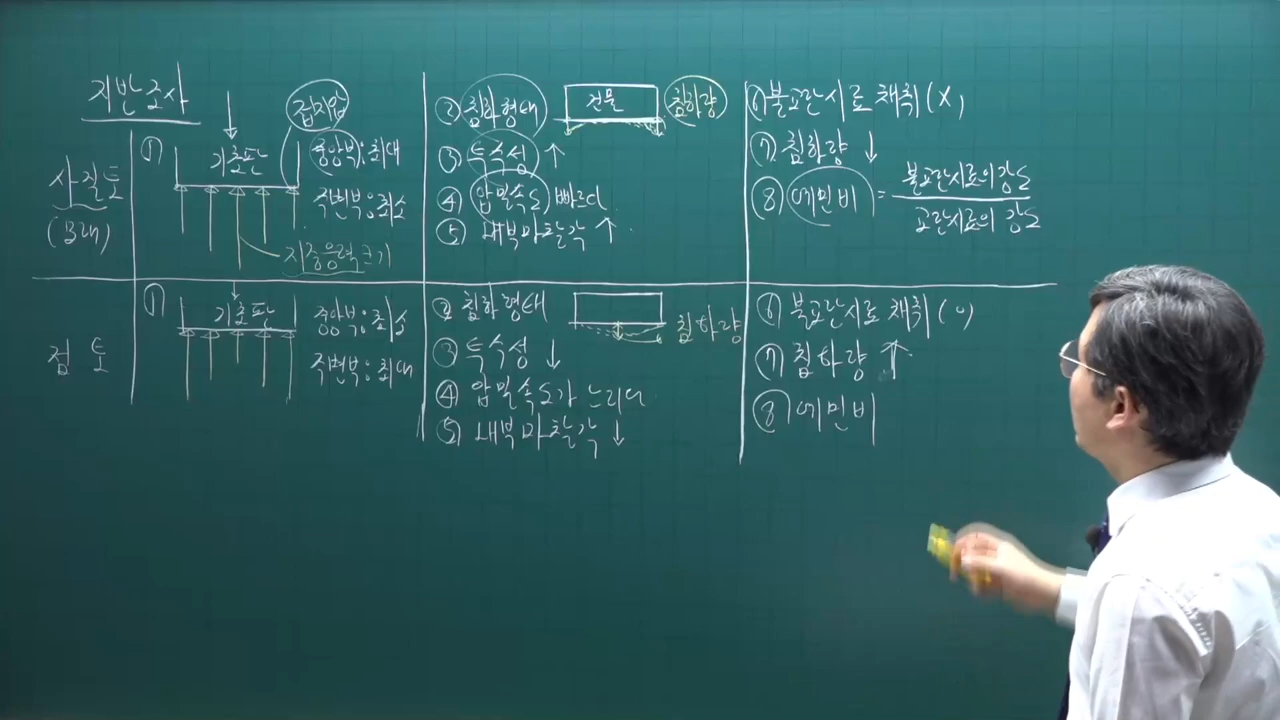 지반조사
사질토
(모래)
① 기초판
접지압
중앙부: 최대
측면부: 최소
지중응력크기
② 침하형태 건물 침하량
③ 투수성 ↑
④ 압밀속도 빠르다.
⑤ 내부마찰각 ↑.
⑥ 불교란시료 채취(X)
⑦ 침하량 ↓
⑧ 예민비 = 불교란시료의강도
교란시료의 강도
점토
① 기초판
중앙부: 최소
측면부: 최대
② 침하형태 침하량
③ 투수성 ↓
④ 압밀속도가 느리다
⑤ 내부마찰각 ↓
⑥ 불교란시료 채취(o)
⑦ 침하량 ↑
⑧ 예민비